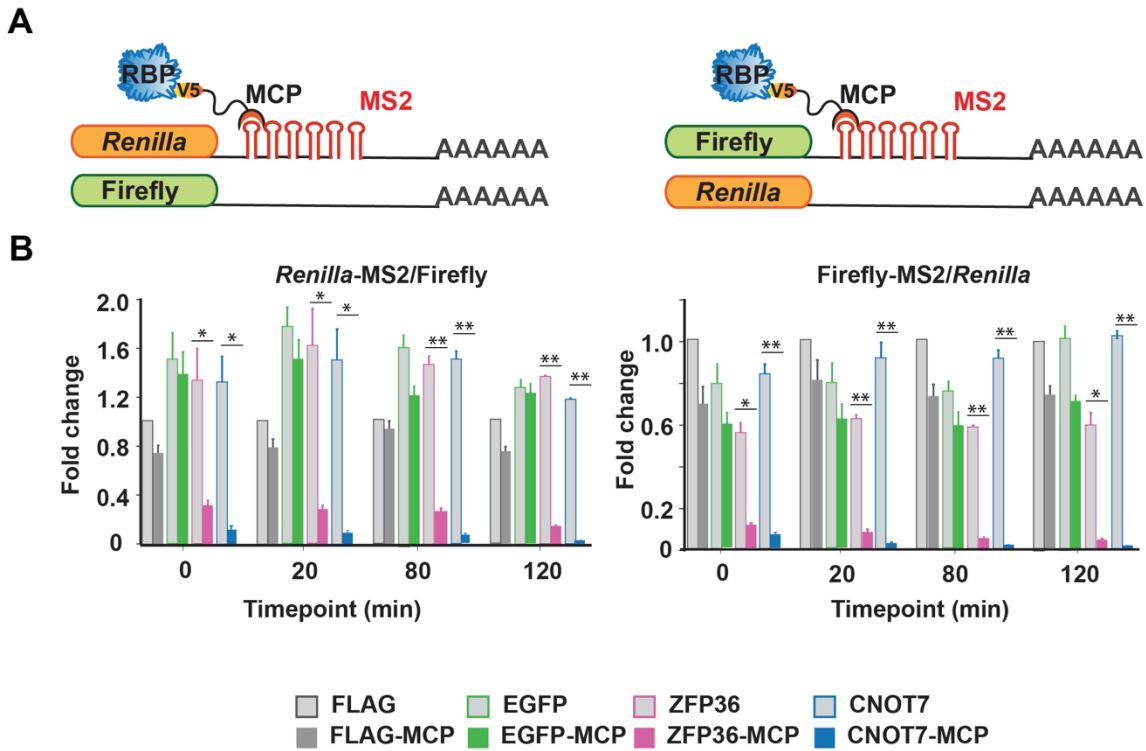 A
RBP V5 MCP MS2
Renilla AAAAAA
Firefly AAAAAA
RBP V5 MCP MS2
Firefly AAAAAA
Renilla AAAAAA
B
Renilla-MS2/Firefly
Fold change
2.0
1.6
1.2
0.8
0.4
0
* * * * ** ** ** **
0 20 80 120
Timepoint (min)
Firefly-MS2/Renilla
Fold change
1.0
0.8
0.6
0.2
0
* ** ** ** ** ** * **
0 20 80 120
Timepoint (min)
FLAG EGFP ZFP36 CNOT7
FLAG-MCP EGFP-MCP ZFP36-MCP CNOT7-MCP